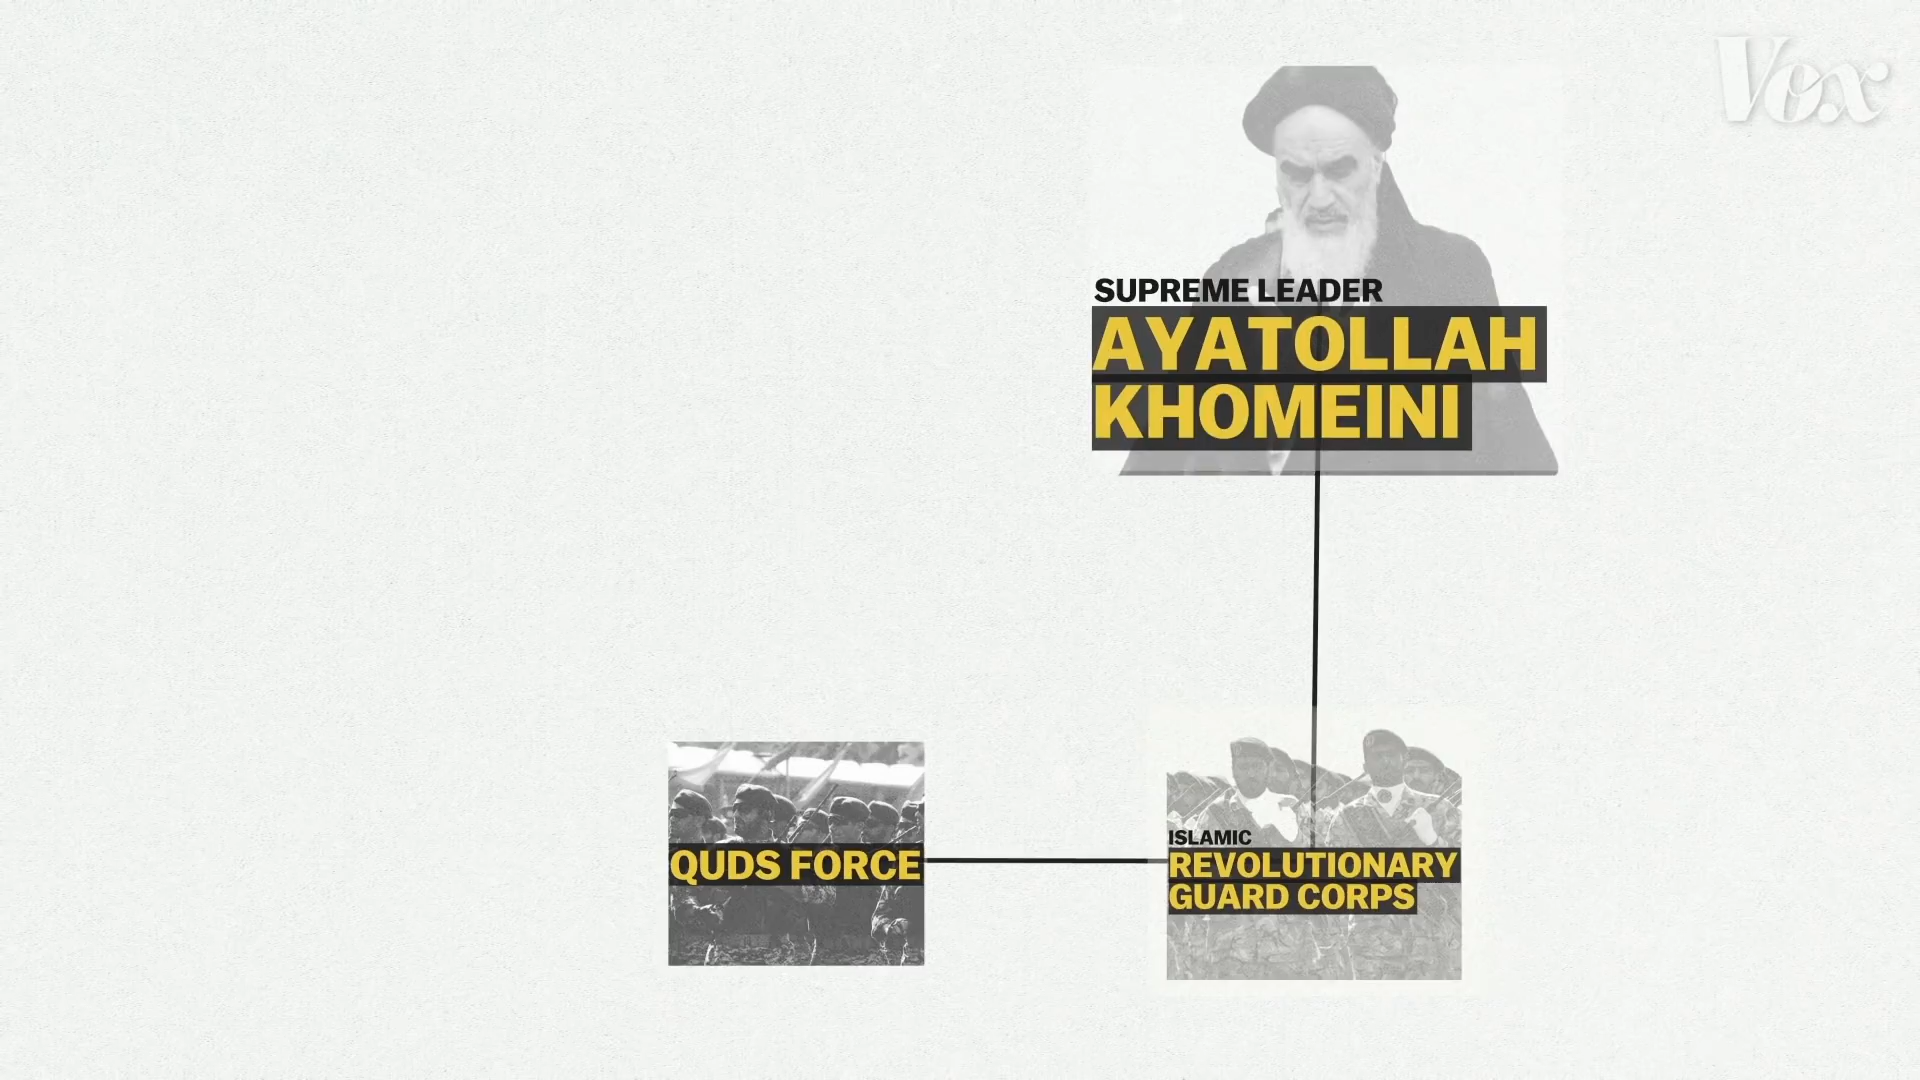 Vox
SUPREME LEADER
AYATOLLAH
KHOMEINI
QUDS FORCE
ISLAMIC
REVOLUTIONARY
GUARD CORPS